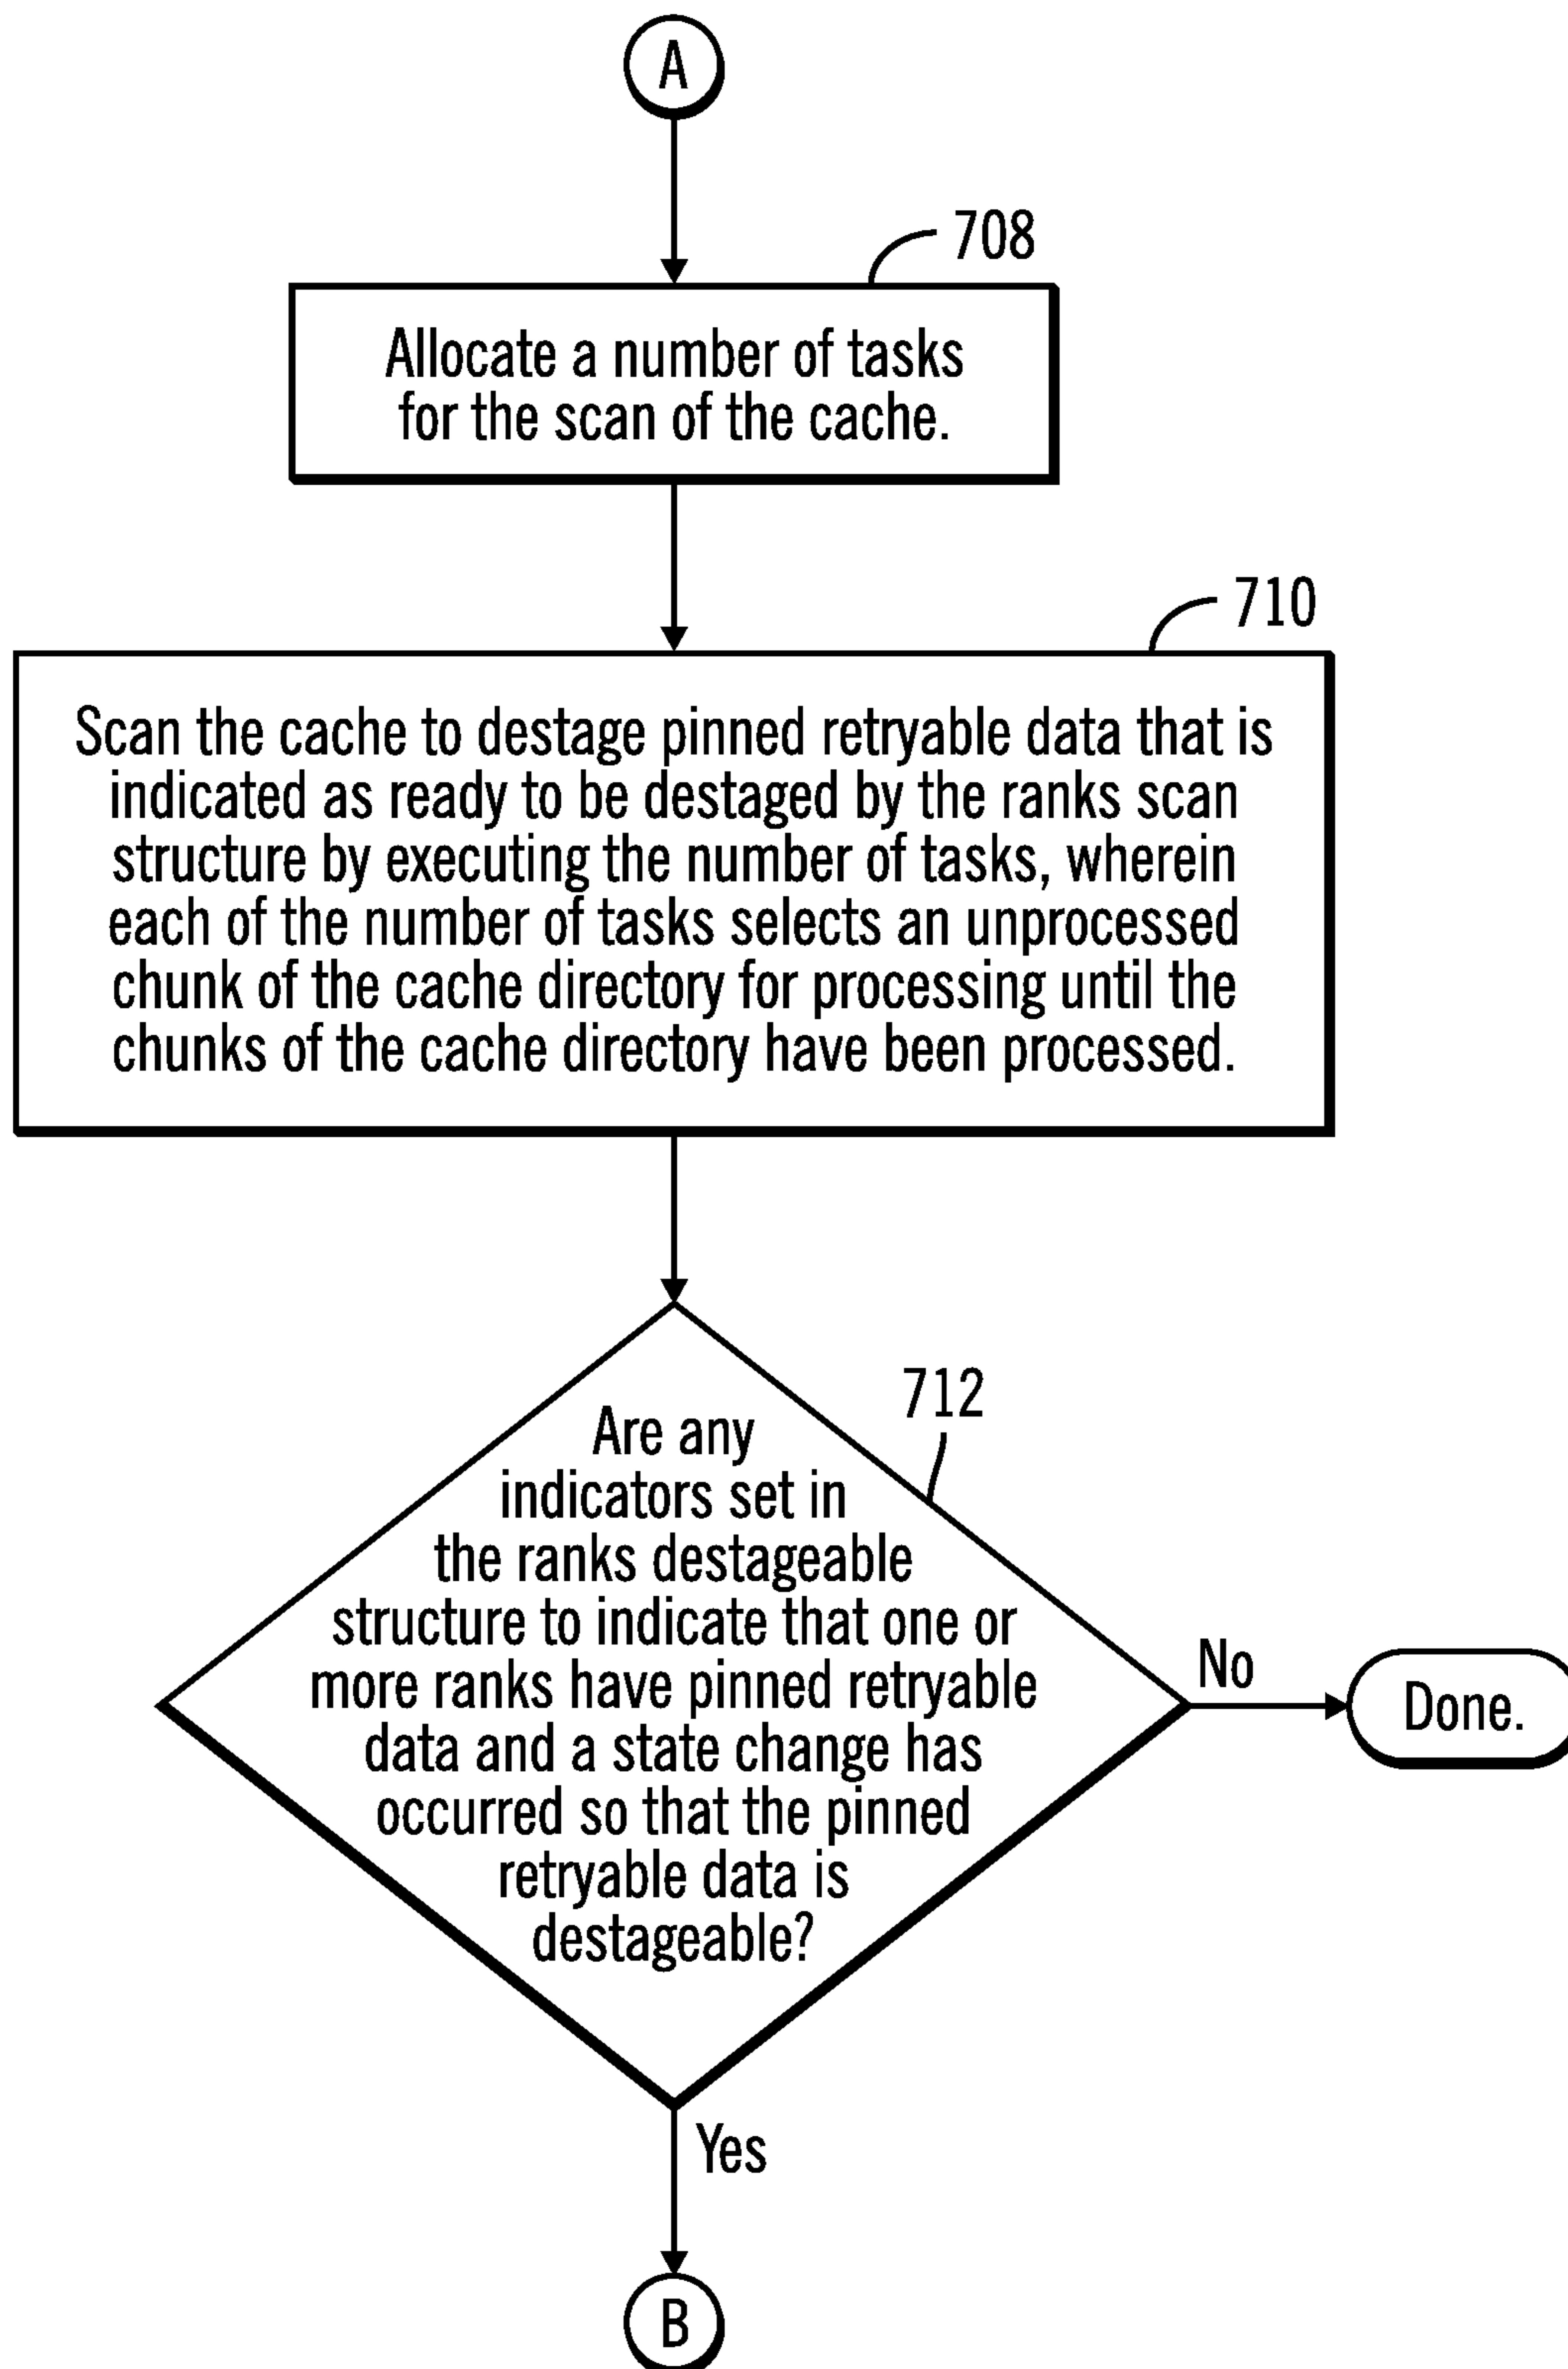 A
708
Allocate a number of tasks
for the scan of the cache.
710
Scan the cache to destage pinned retryable data that is
indicated as ready to be destaged by the ranks scan
structure by executing the number of tasks, wherein
each of the number of tasks selects an unprocessed
chunk of the cache directory for processing until the
chunks of the cache directory have been processed.
712
Are any
indicators set in
the ranks destageable
structure to indicate that one or
more ranks have pinned retryable
data and a state change has
occurred so that the pinned
retryable data is
destageable?
No
Done.
Yes
B